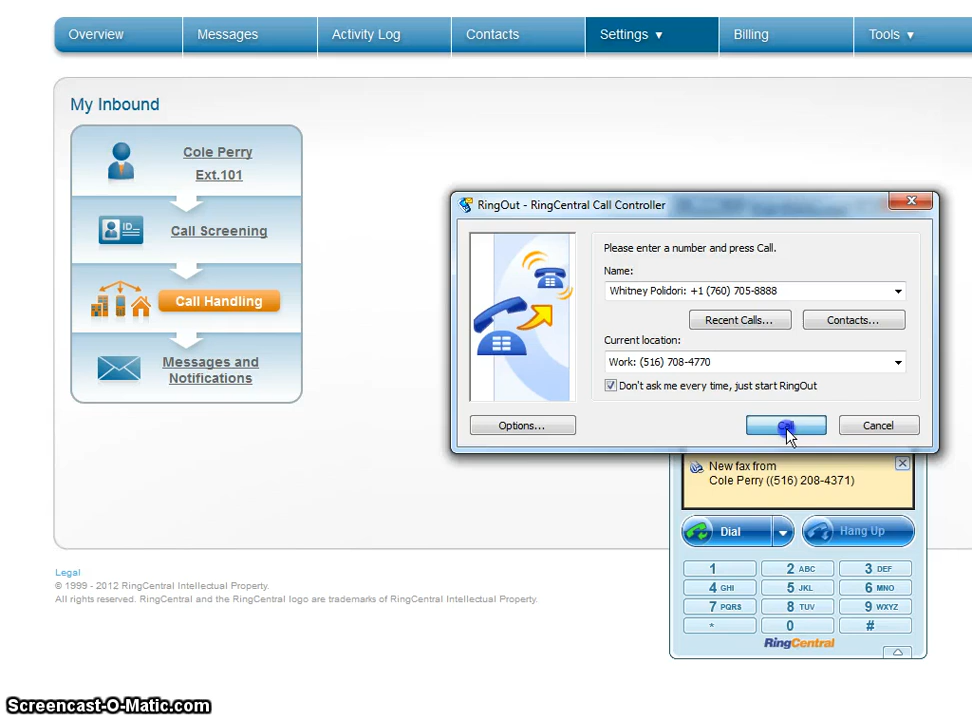 Overview Messages Activity Log Contacts Settings ▼ Billing Tools ▼
My Inbound
Cole Perry
Ext.101
ID
Call Screening
Call Handling
Messages and
Notifications
RingOut - RingCentral Call Controller
Please enter a number and press Call.
Name:
Whitney Polidori: +1 (760) 705-8888
Recent Calls... Contacts...
Current location:
Work: (516) 708-4770
Don't ask me every time, just start RingOut
Options... Call Cancel
New fax from
Cole Perry ((516) 208-4371)
Dial Hang Up
1 2 ABC 3 DEF
4 GHI 5 JKL 6 MNO
7 PQRS 8 TUV 9 WXYZ
* 0 #
RingCentral
Legal
© 1999 - 2012 RingCentral Intellectual Property.
All rights reserved. RingCentral and the RingCentral logo are trademarks of RingCentral Intellectual Property.
Screencast-O-Matic.com